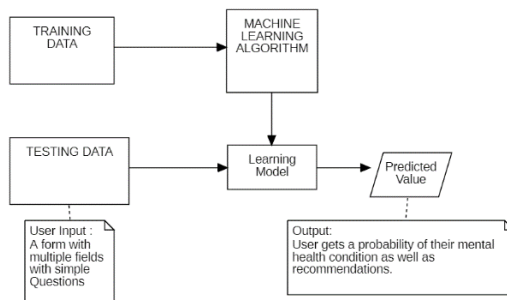 TRAINING
DATA
MACHINE
LEARNING
ALGORITHM
TESTING DATA
Learning
Model
Predicted
Value
User Input :
A form with
multiple fields
with simple
Questions
Output:
User gets a probability of their mental
health condition as well as
recommendations.